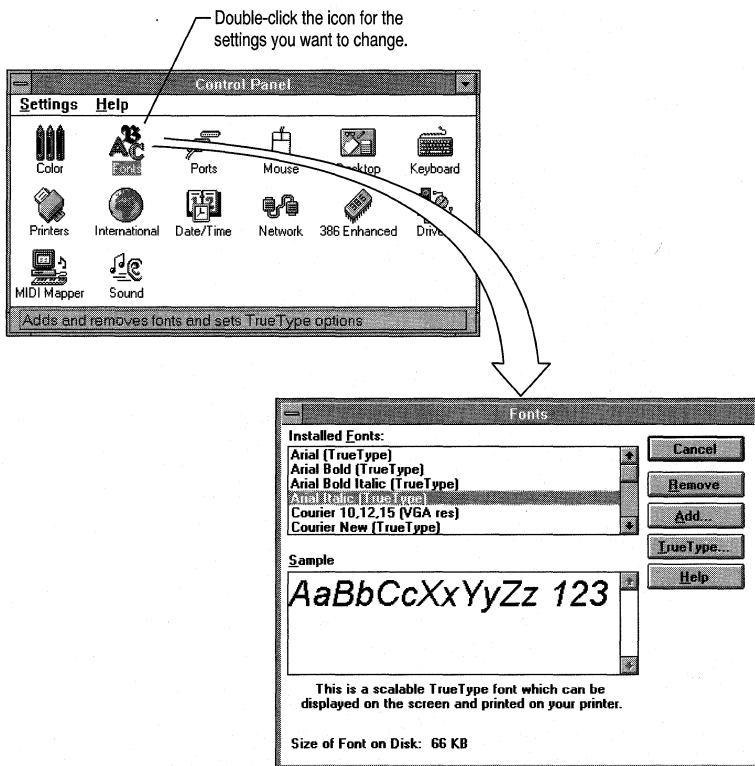 Double-click the icon for the
settings you want to change.
Control Panel
Settings Help
Color Fonts Ports Mouse Desktop Keyboard
Printers International Date/Time Network 386 Enhanced Drivers
MIDI Mapper Sound
Adds and removes fonts and sets TrueType options
Fonts
Installed Fonts:
Arial (TrueType)
Arial Bold (TrueType)
Arial Bold Italic (TrueType)
Arial Italic (TrueType)
Courier 10,12,15 (VGA res)
Courier New (TrueType)
Cancel
Remove
Add...
TrueType...
Help
Sample
AaBbCcXxYyZz 123
This is a scalable TrueType font which can be
displayed on the screen and printed on your printer.
Size of Font on Disk: 66 KB